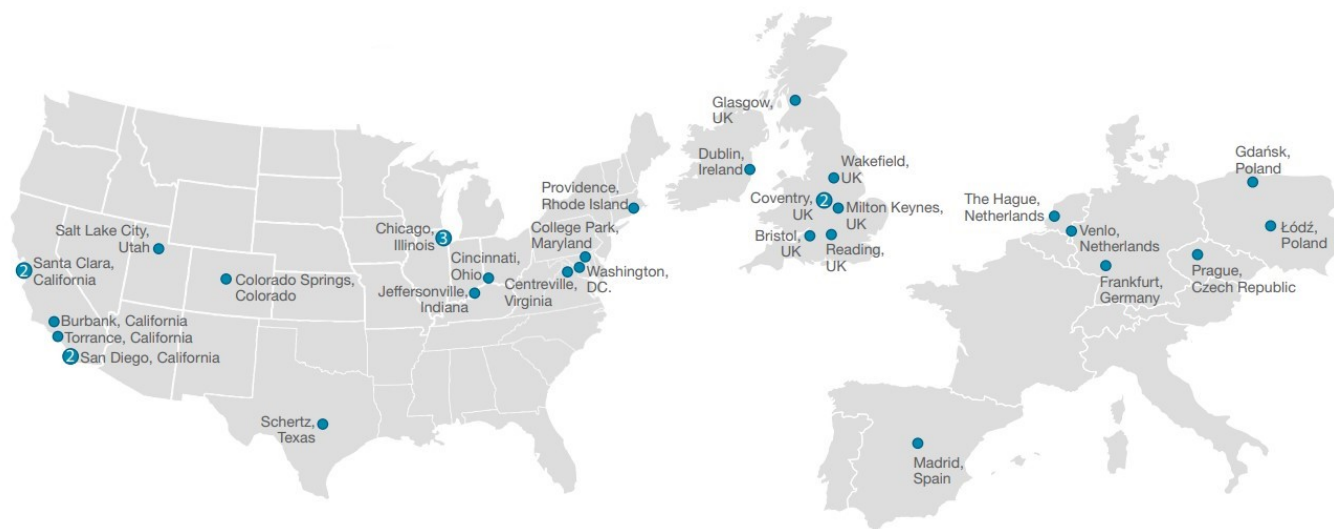 Salt Lake City,
Utah
2
Santa Clara,
California
Colorado Springs,
Colorado
Burbank, California
Torrance, California
2
San Diego, California
Schertz,
Texas
Chicago,
Illinois
3
Cincinnati,
Ohio
Jeffersonville,
Indiana
Providence,
Rhode Island
College Park,
Maryland
Washington,
DC.
Centreville,
Virginia
Glasgow,
UK
Dublin,
Ireland
Wakefield,
UK
Coventry,
UK
2
Milton Keynes,
UK
Bristol,
UK
Reading,
UK
The Hague,
Netherlands
Venlo,
Netherlands
Frankfurt,
Germany
Gdańsk,
Poland
Łódź,
Poland
Prague,
Czech Republic
Madrid,
Spain